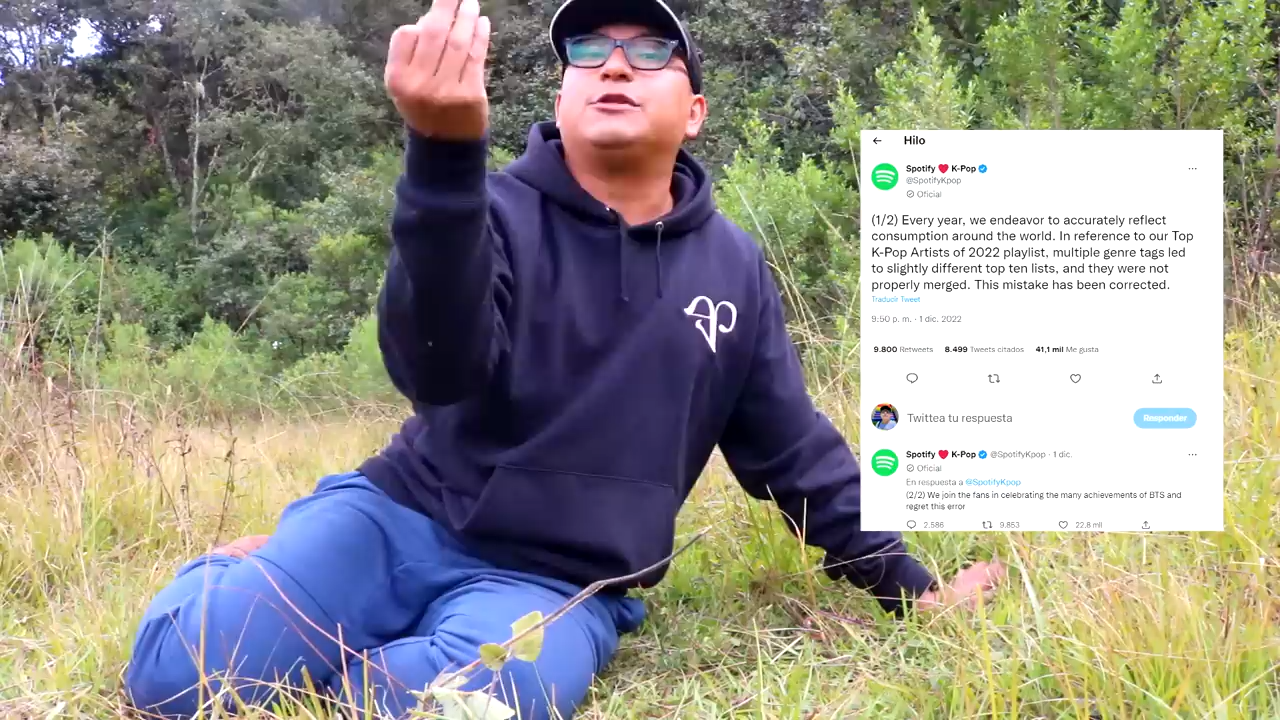 Hilo
Spotify ❤️ K-Pop
@SpotifyKpop
Oficial
(1/2) Every year, we endeavor to accurately reflect
consumption around the world. In reference to our Top
K-Pop Artists of 2022 playlist, multiple genre tags led
to slightly different top ten lists, and they were not
properly merged. This mistake has been corrected.
Traducir Tweet
9:50 p. m. · 1 dic. 2022
9.800 Retweets 8.499 Tweets citados 41,1 mil Me gusta
Twittea tu respuesta
Responder
Spotify ❤️ K-Pop @SpotifyKpop · 1 dic.
Oficial
En respuesta a @SpotifyKpop
(2/2) We join the fans in celebrating the many achievements of BTS and
regret this error
2.586 9.853 22,8 mil